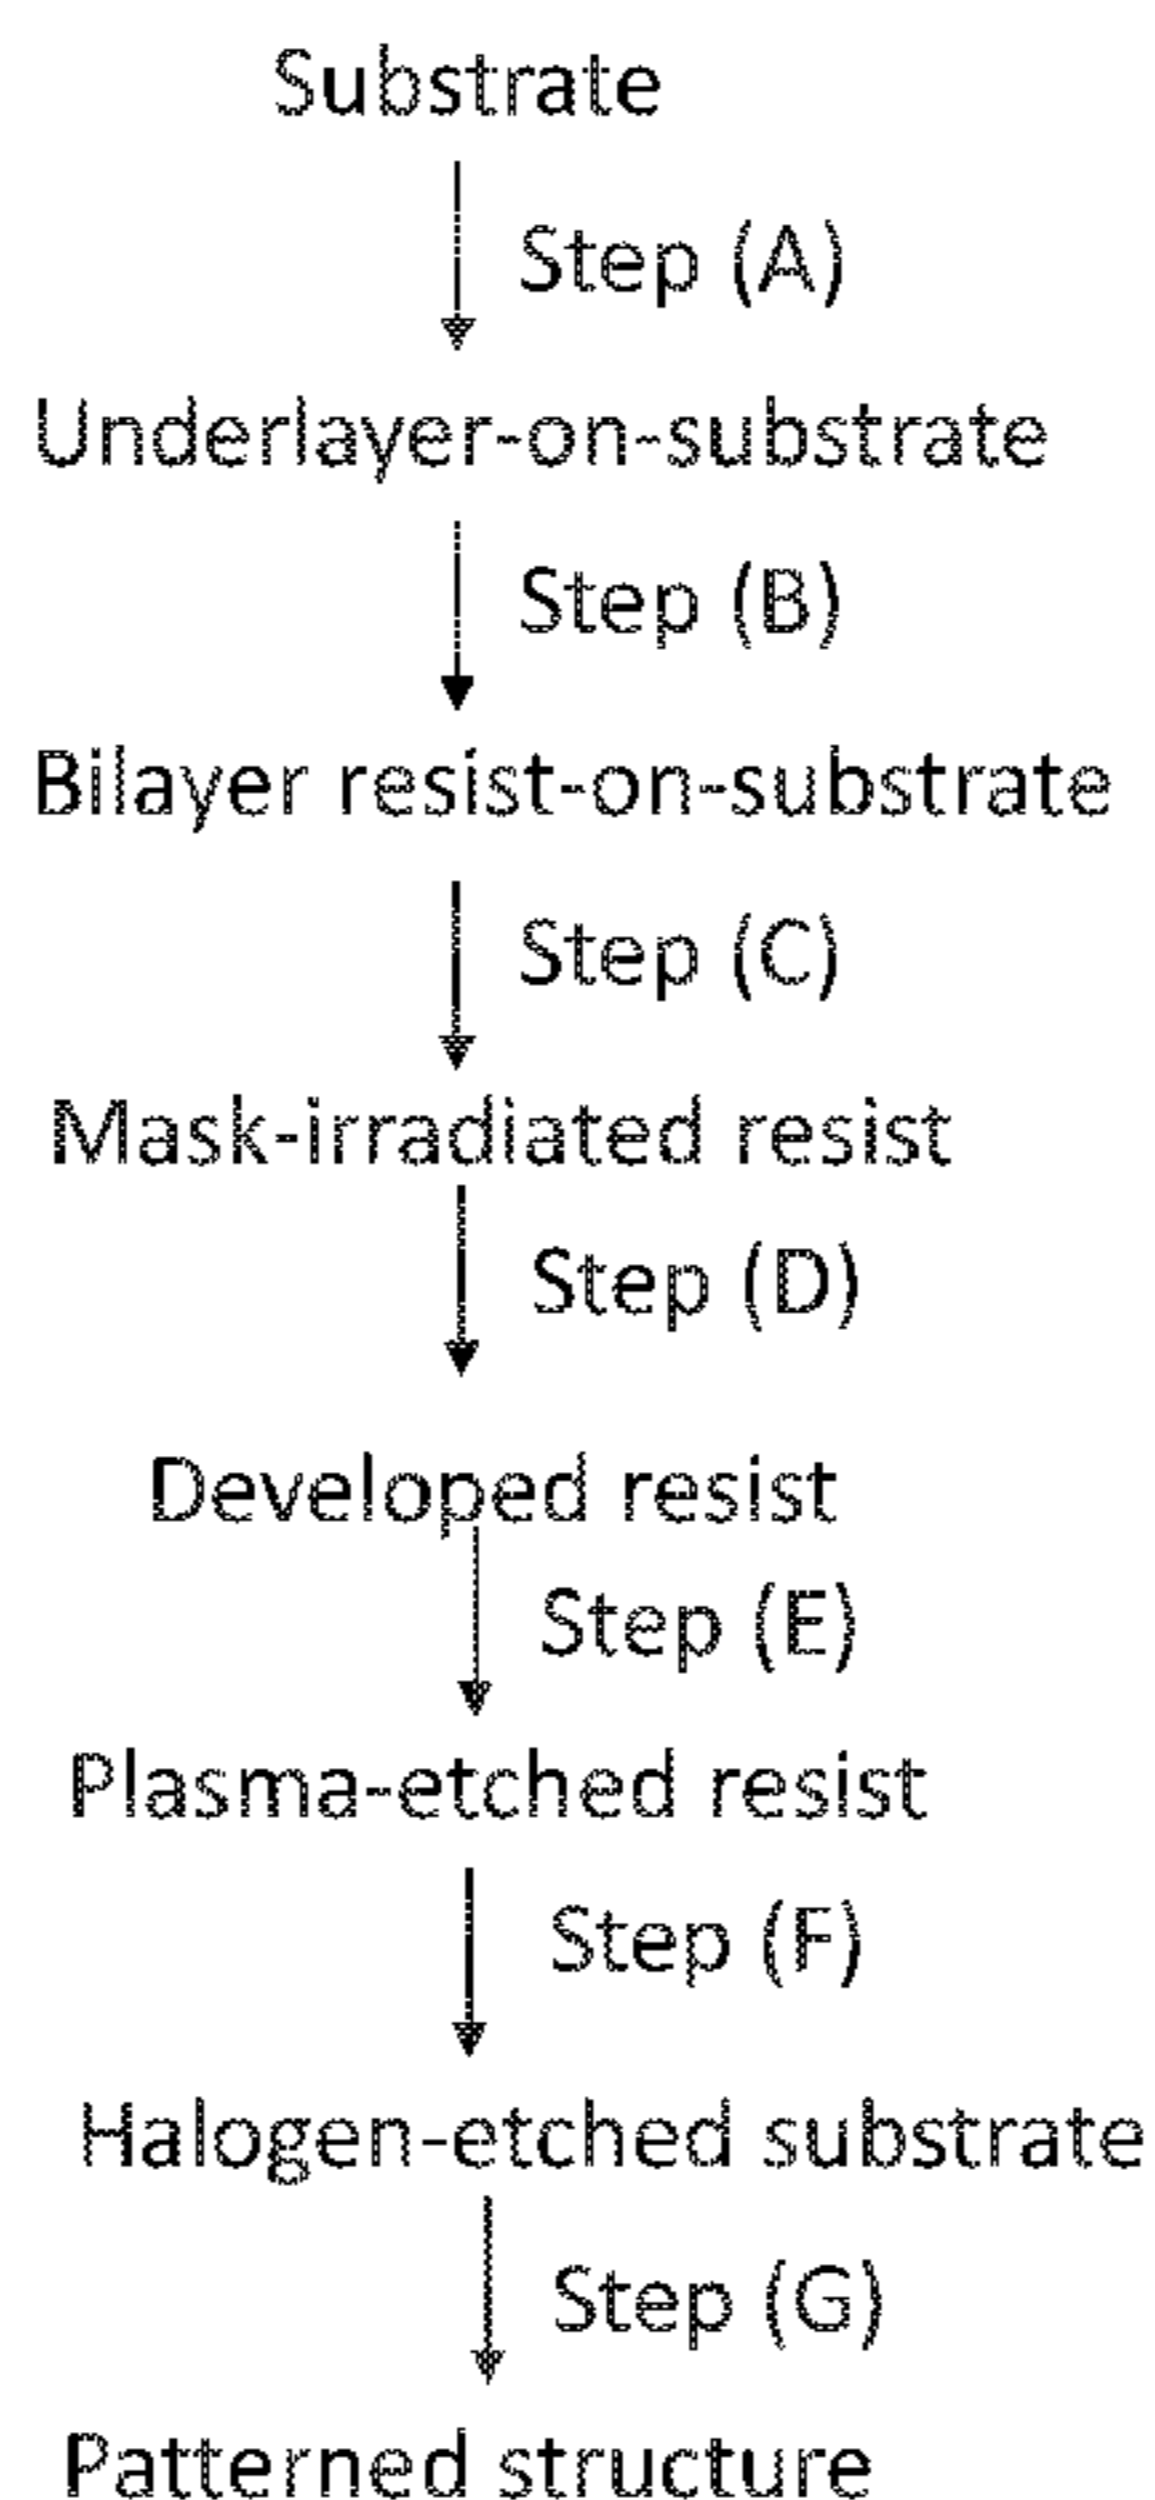 Substrate
Step (A)
Underlayer-on-substrate
Step (B)
Bilayer resist-on-substrate
Step (C)
Mask-irradiated resist
Step (D)
Developed resist
Step (E)
Plasma-etched resist
Step (F)
Halogen-etched substrate
Step (G)
Patterned structure